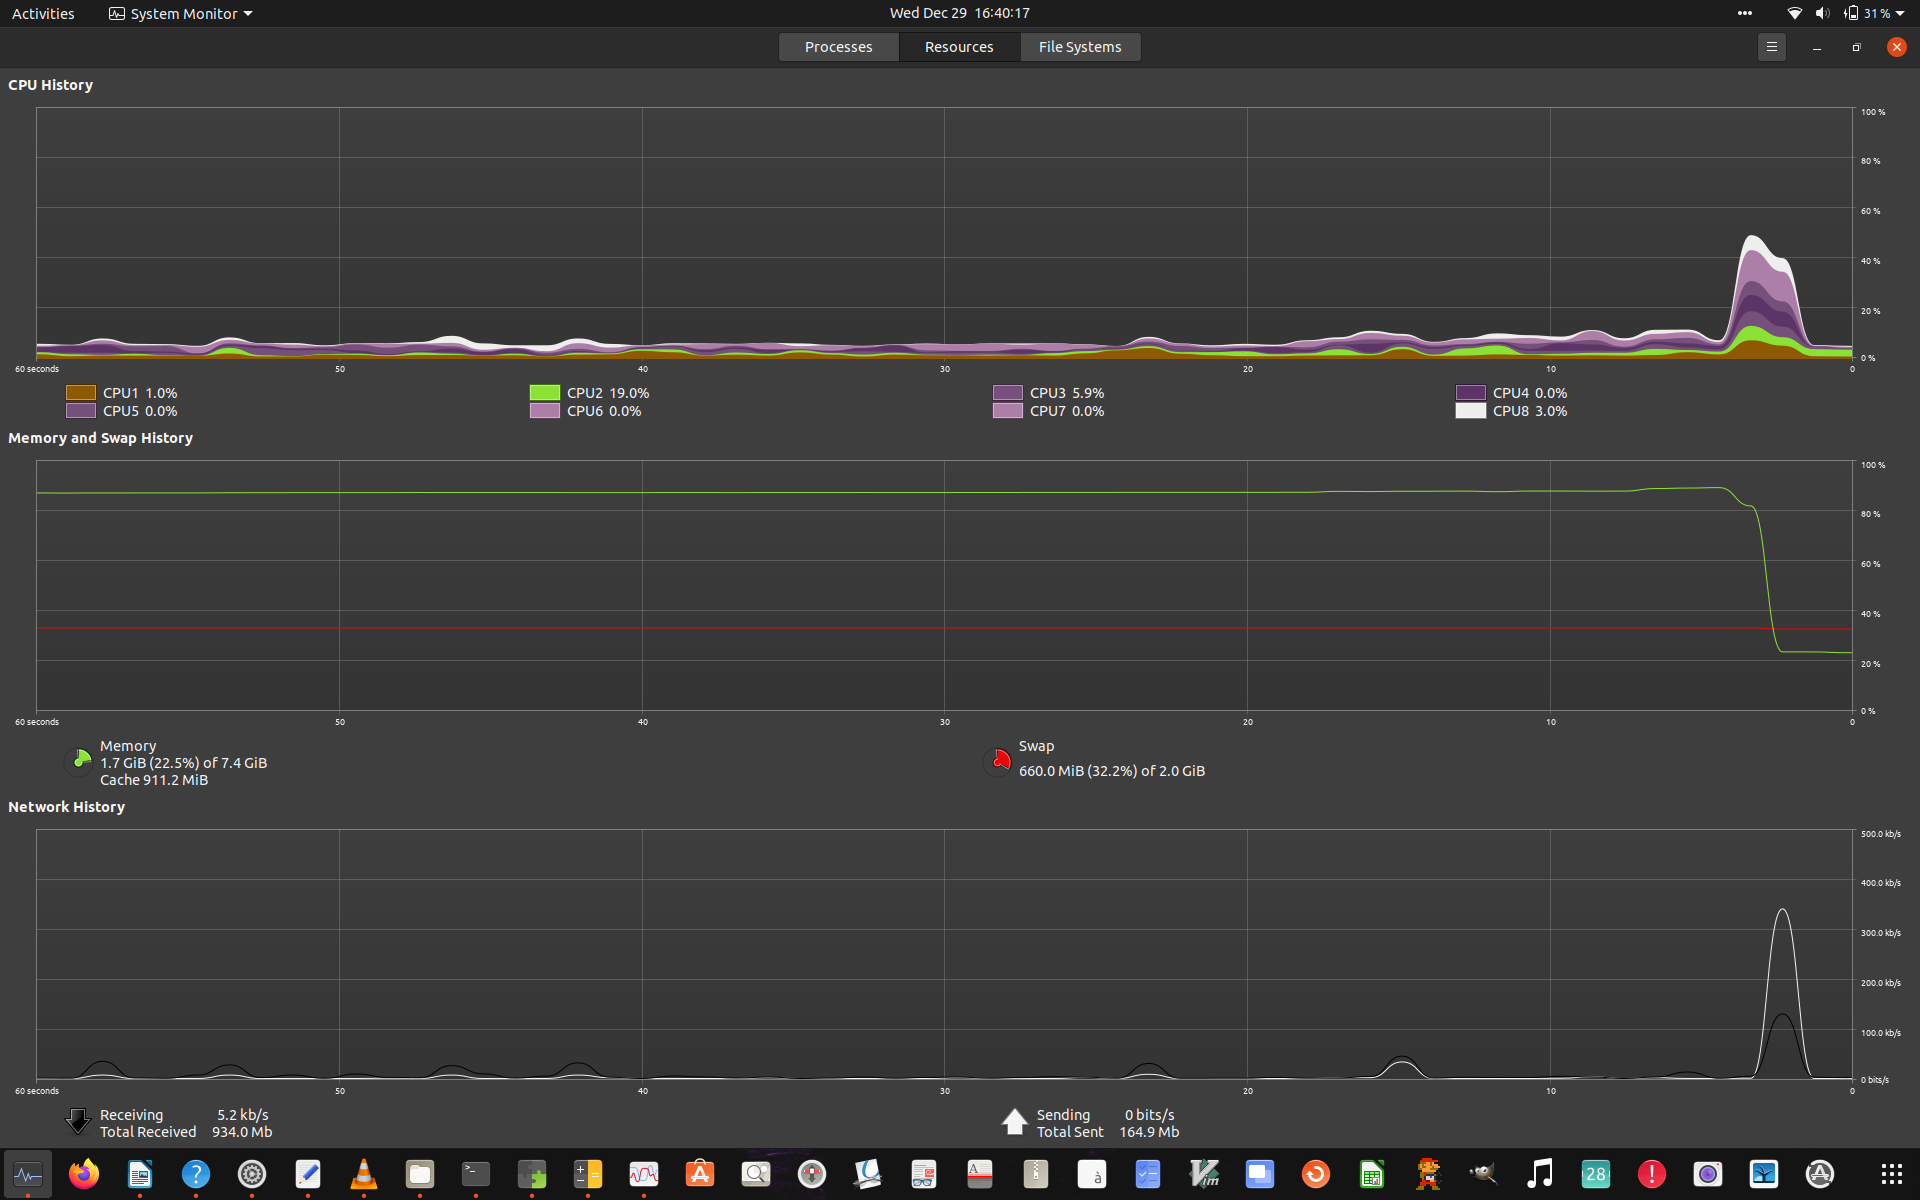 Activities System Monitor Wed Dec 29 16:40:17 31 %
Processes Resources File Systems
CPU History
100 %
80 %
60 %
40 %
20 %
0 %
60 seconds 50 40 30 20 10 0
CPU1 1.0% CPU2 19.0% CPU3 5.9% CPU4 0.0%
CPU5 0.0% CPU6 0.0% CPU7 0.0% CPU8 3.0%
Memory and Swap History
100 %
80 %
60 %
40 %
20 %
0 %
60 seconds 50 40 30 20 10 0
Memory
1.7 GiB (22.5%) of 7.4 GiB
Cache 911.2 MiB
Swap
660.0 MiB (32.2%) of 2.0 GiB
Network History
500.0 kb/s
400.0 kb/s
300.0 kb/s
200.0 kb/s
100.0 kb/s
0 bits/s
60 seconds 50 40 30 20 10 0
Receiving 5.2 kb/s Sending 0 bits/s
Total Received 934.0 Mb Total Sent 164.9 Mb
? >_ A à Vim 28 !